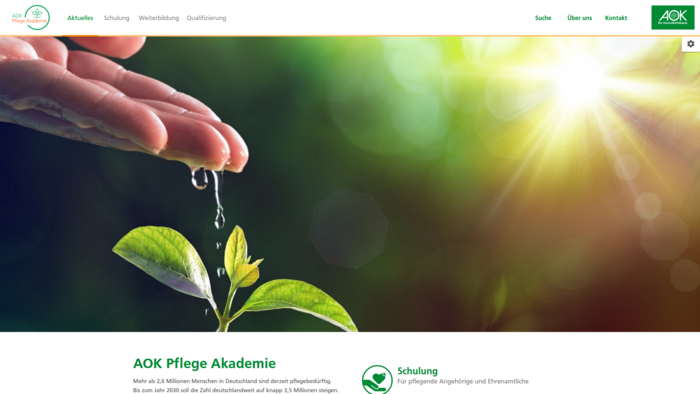 AOK
Pflege Akademie
Aktuelles
Schulung
Weiterbildung
Qualifizierung
Suche
Über uns
Kontakt
AOK
Die Gesundheitskasse.
AOK Pflege Akademie
Mehr als 2,8 Millionen Menschen in Deutschland sind derzeit pflegebedürftig.
Bis zum Jahr 2030 soll die Zahl deutschlandweit auf knapp 3,5 Millionen steigen.
Schulung
Für pflegende Angehörige und Ehrenamtliche